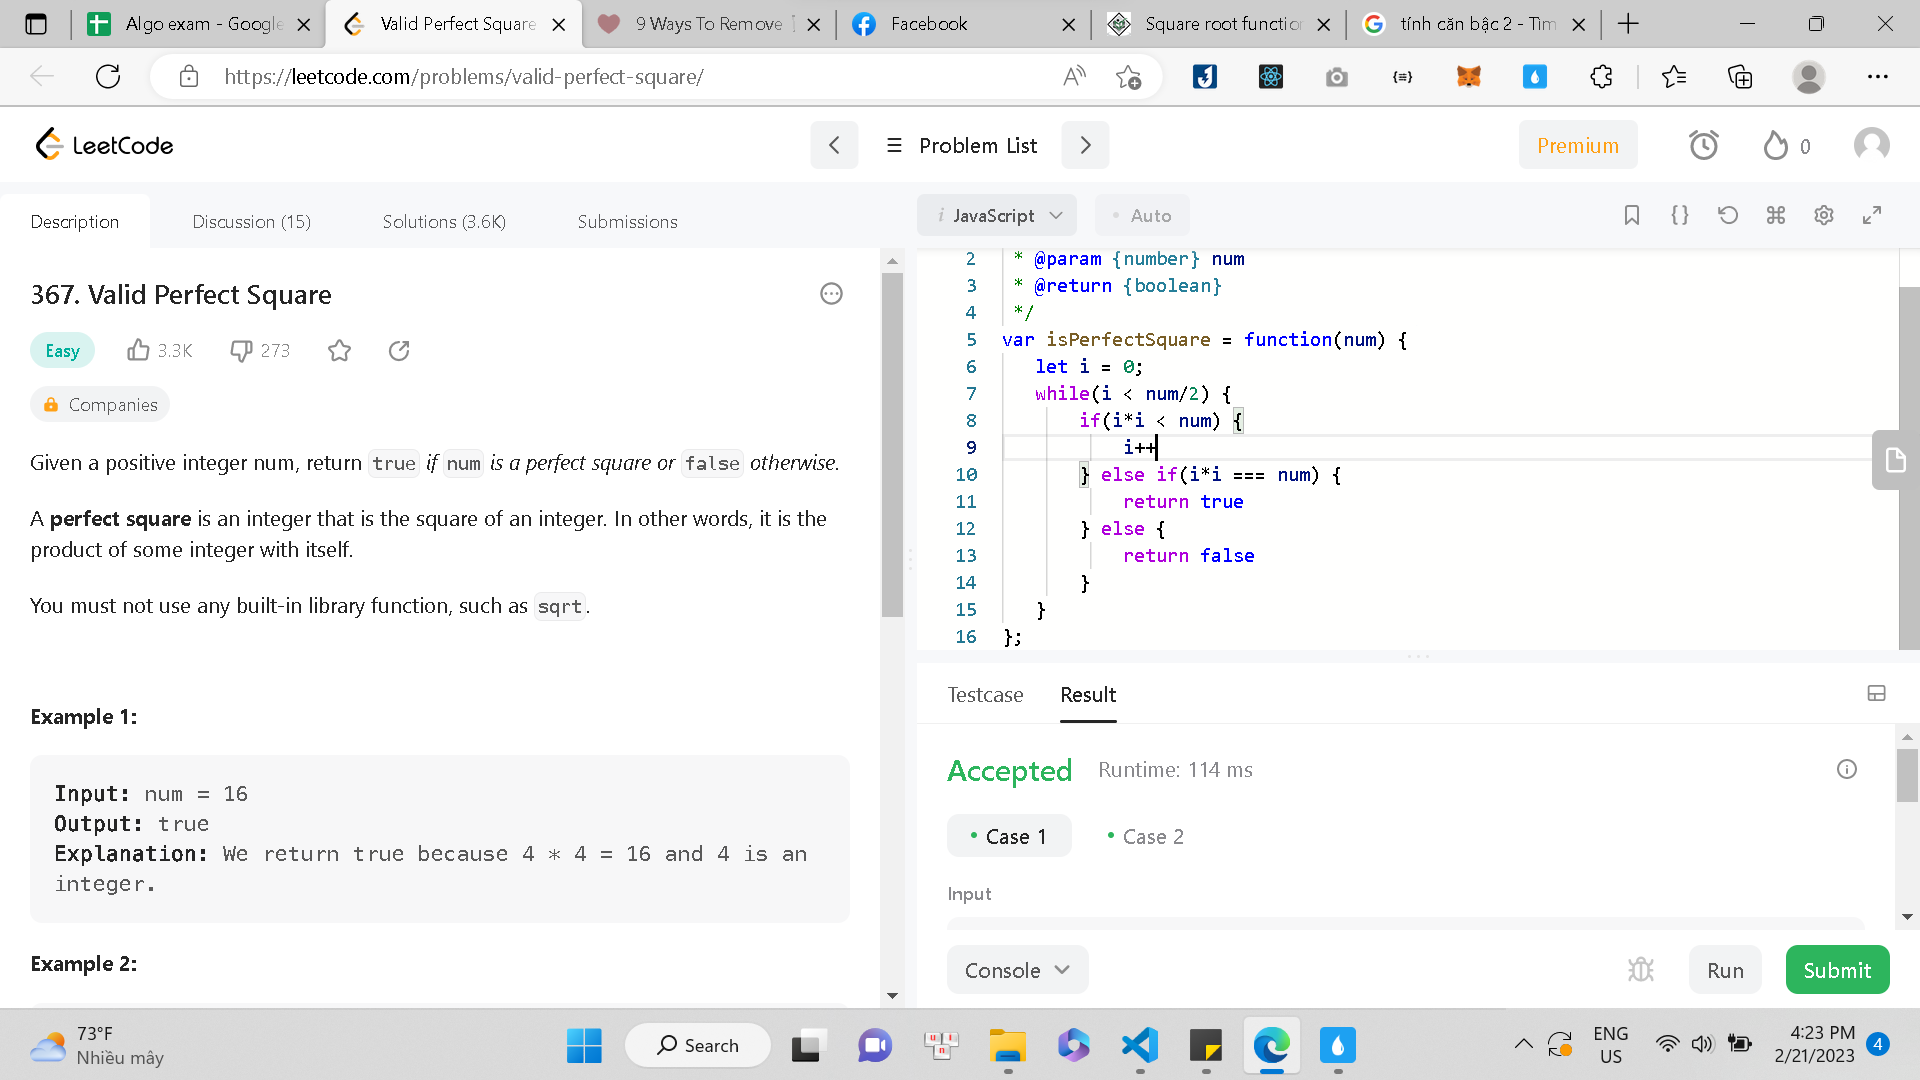 Algo exam - Google
Valid Perfect Square
9 Ways To Remove
Facebook
Square root function
tính căn bậc 2 - Tìm
https://leetcode.com/problems/valid-perfect-square/
LeetCode
Problem List
Premium
0
Description
Discussion (15)
Solutions (3.6K)
Submissions
367. Valid Perfect Square
Easy
3.3K
273
Companies
Given a positive integer num, return true if num is a perfect square or false otherwise.
A perfect square is an integer that is the square of an integer. In other words, it is the
product of some integer with itself.
You must not use any built-in library function, such as sqrt.
Example 1:
Input: num = 16
Output: true
Explanation: We return true because 4 * 4 = 16 and 4 is an
integer.
Example 2:
i JavaScript
Auto
2 * @param {number} num
3 * @return {boolean}
4 */
5 var isPerfectSquare = function(num) {
6 let i = 0;
7 while(i < num/2) {
8 if(i*i < num) {
9 i++
10 } else if(i*i === num) {
11 return true
12 } else {
13 return false
14 }
15 }
16 };
Testcase
Result
Accepted
Runtime: 114 ms
Case 1
Case 2
Input
Console
Run
Submit
73°F
Nhiều mây
Search
ENG
US
4:23 PM
2/21/2023
4